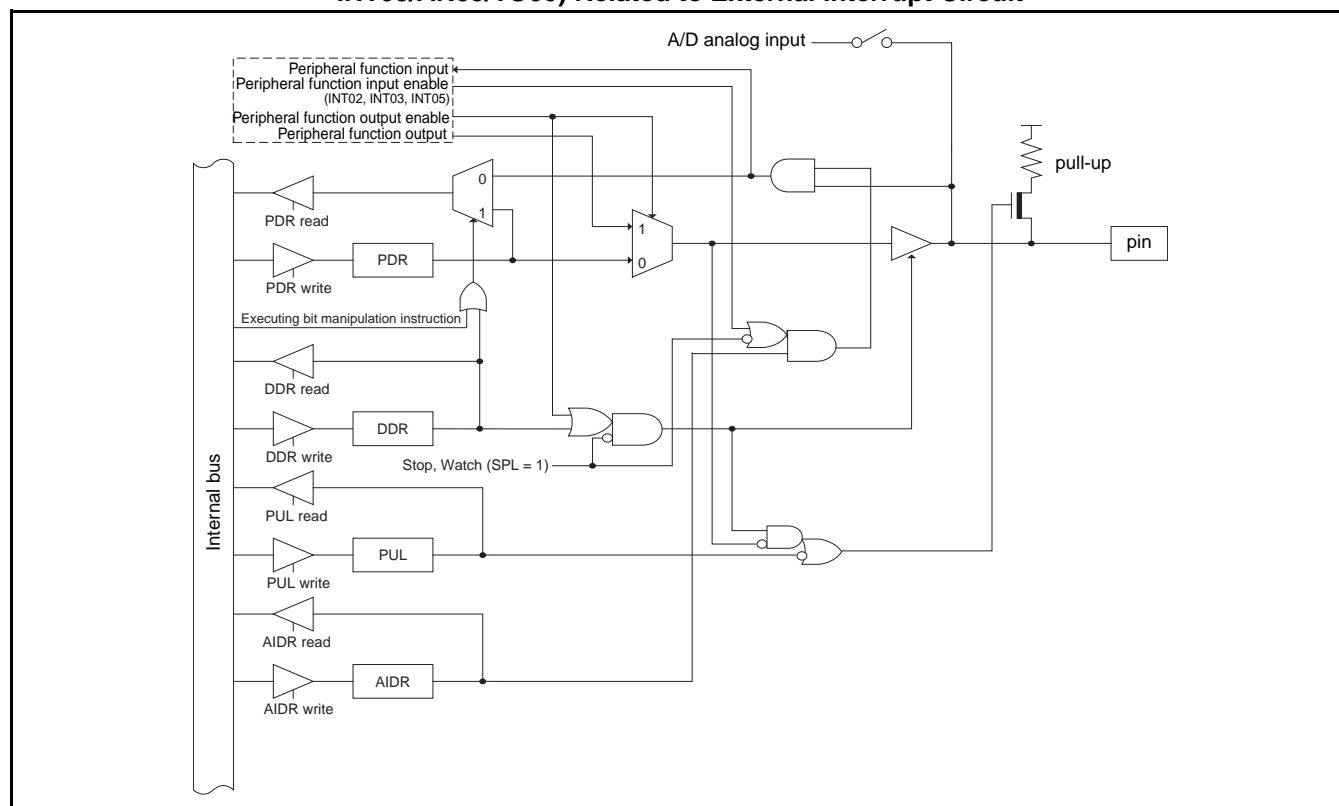 A/D analog input
Peripheral function input
Peripheral function input enable
(INT02, INT03, INT05)
Peripheral function output enable
Peripheral function output
pull-up
0
1
PDR read
1
pin
PDR
0
PDR write
Executing bit manipulation instruction
DDR read
DDR
DDR write
Stop, Watch (SPL = 1)
Internal bus
PUL read
PUL
PUL write
AIDR read
AIDR
AIDR write